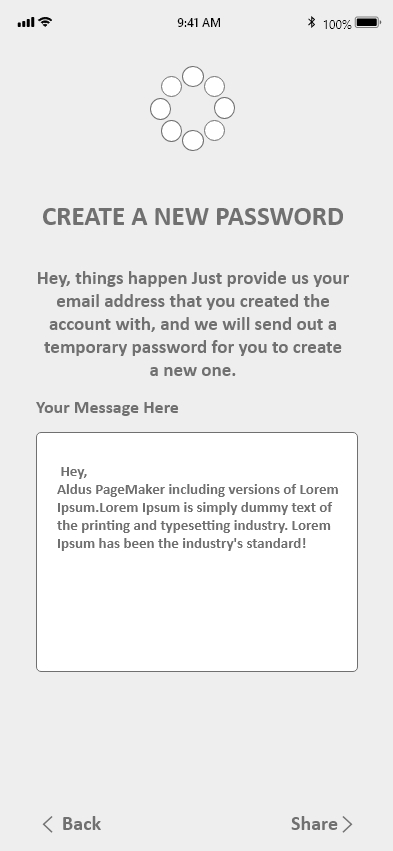 9:41 AM
100%
CREATE A NEW PASSWORD
Hey, things happen Just provide us your
email address that you created the
account with, and we will send out a
temporary password for you to create
a new one.
Your Message Here
Hey,
Aldus PageMaker including versions of Lorem
Ipsum.Lorem Ipsum is simply dummy text of
the printing and typesetting industry. Lorem
Ipsum has been the industry's standard!
Back
Share